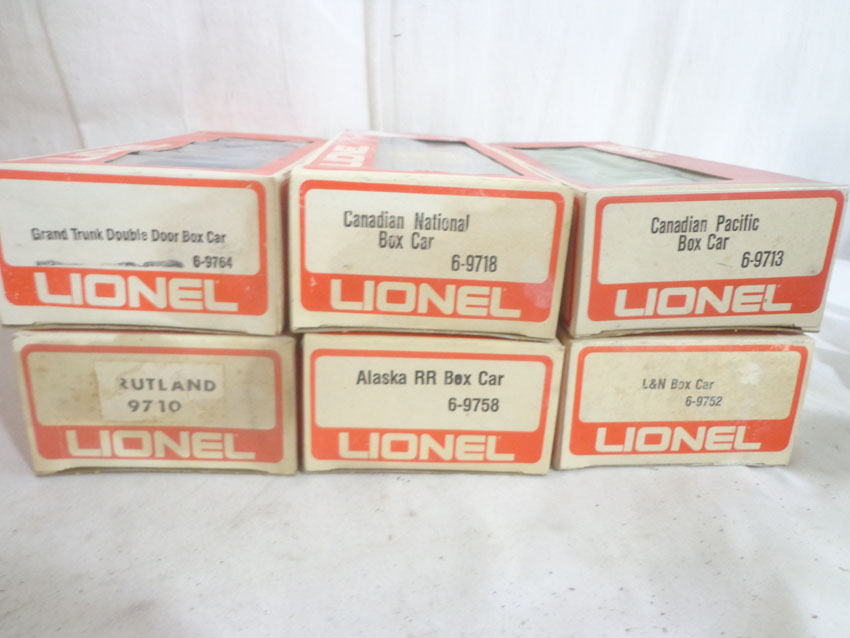 Grand Trunk Double Door Box Car
6-9764
LIONEL
Canadian National
Box Car
6-9718
LIONEL
Canadian Pacific
Box Car
6-9713
LIONEL
RUTLAND
9710
LIONEL
Alaska RR Box Car
6-9758
LIONEL
L&N Box Car
6-9752
LIONEL